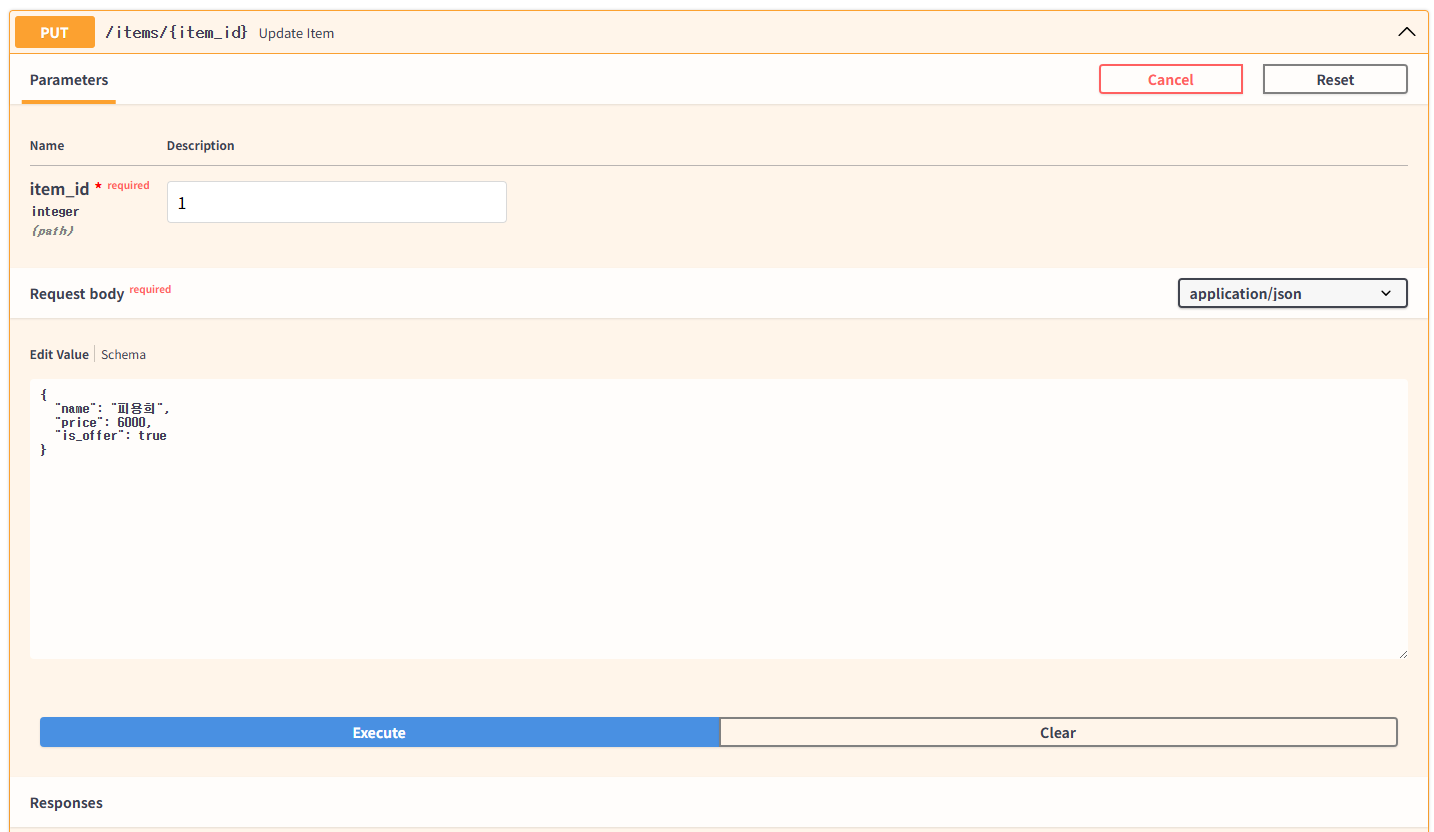 PUT /items/{item_id} Update Item
Parameters
Cancel
Reset
Name Description
item_id * required
integer
(path)
1
Request body required
application/json
Edit Value Schema
{
"name": "피용희",
"price": 6000,
"is_offer": true
}
Execute
Clear
Responses